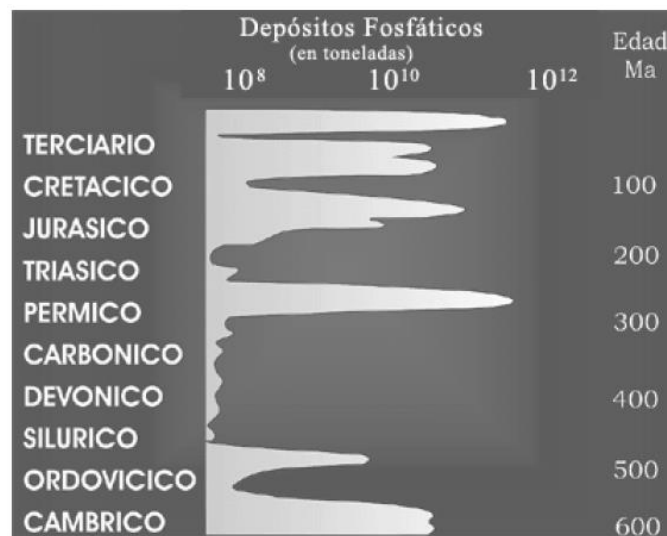 Depósitos Fosfáticos
(en toneladas)
10⁸ 10¹⁰ 10¹²
Edad
Ma
TERCIARIO
CRETACICO
100
JURASICO
200
TRIASICO
PERMICO
300
CARBONICO
DEVONICO
400
SILURICO
500
ORDOVICICO
CAMBRICO
600